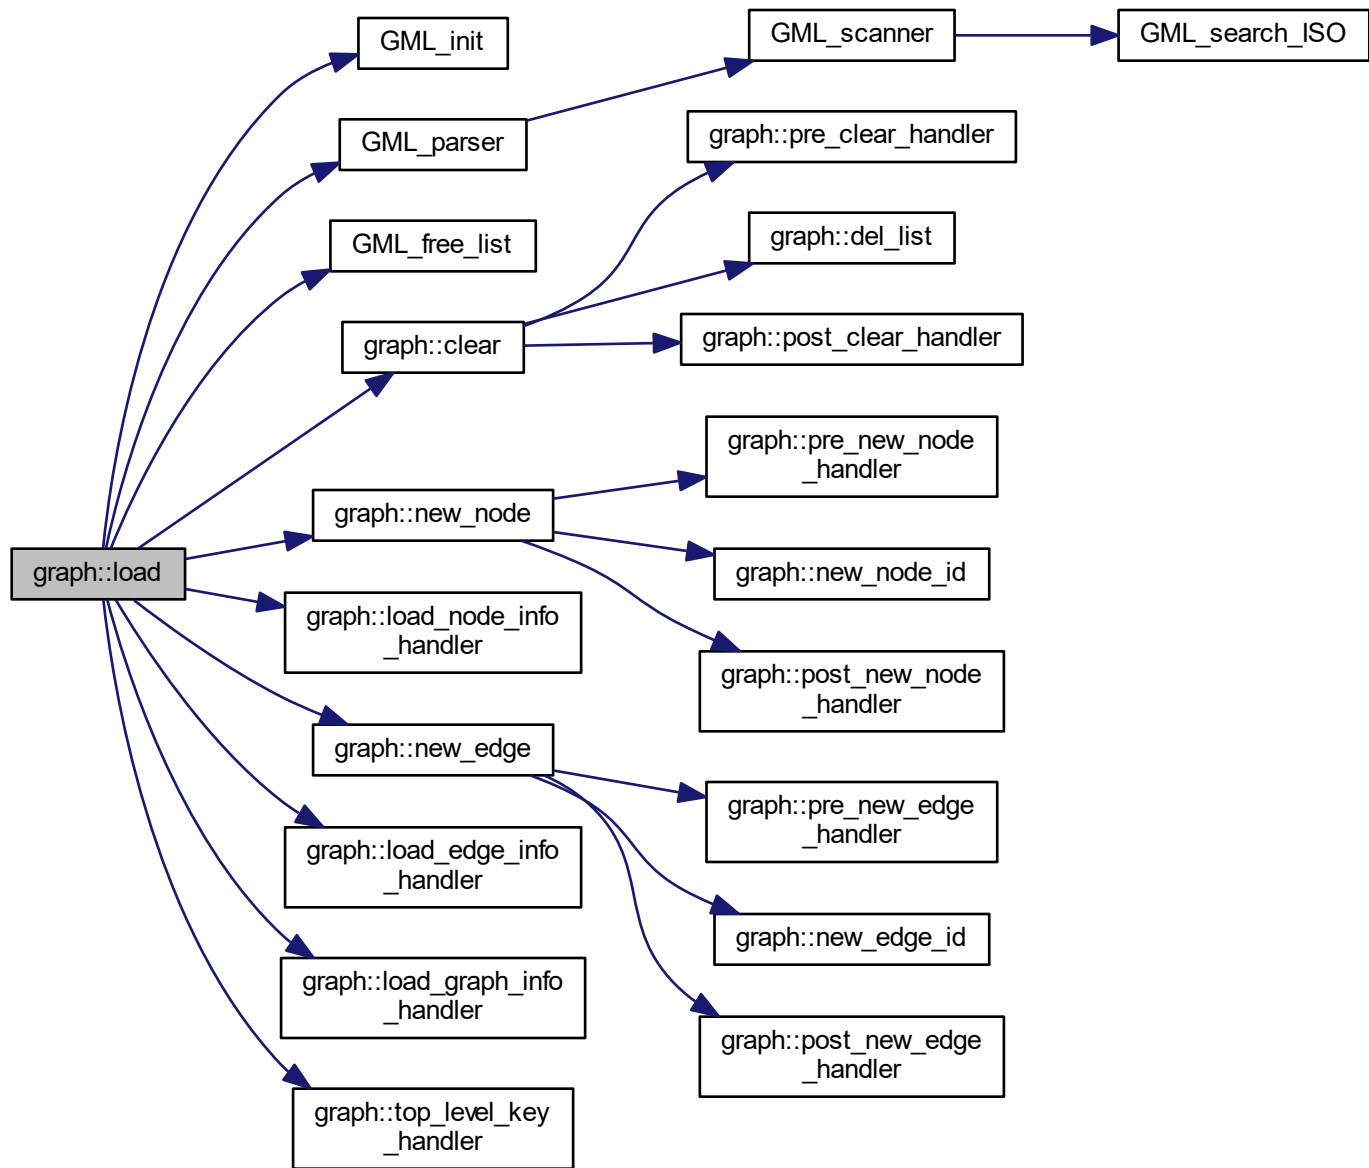 graph::load
GML_init
GML_parser
GML_free_list
graph::clear
graph::new_node
graph::load_node_info
_handler
graph::new_edge
graph::load_edge_info
_handler
graph::load_graph_info
_handler
graph::top_level_key
_handler
GML_scanner
GML_search_ISO
graph::pre_clear_handler
graph::del_list
graph::post_clear_handler
graph::pre_new_node
_handler
graph::new_node_id
graph::post_new_node
_handler
graph::pre_new_edge
_handler
graph::new_edge_id
graph::post_new_edge
_handler